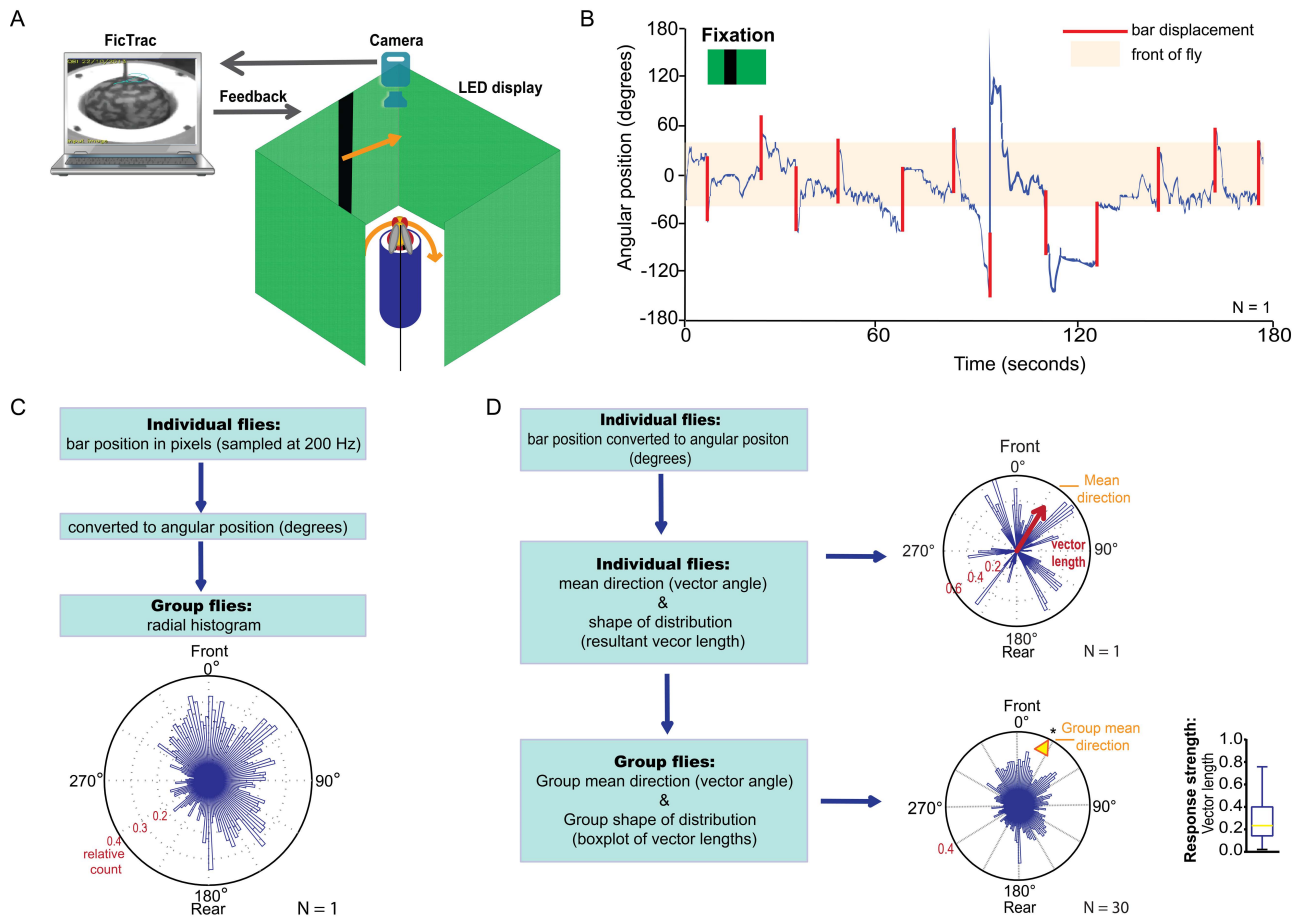 A
FicTrac
Camera
Feedback
LED display
B
Fixation
bar displacement
front of fly
Angular position (degrees)
180
120
60
0
-60
-120
-180
0
60
120
180
Time (seconds)
N = 1
C
Individual flies:
bar position in pixels (sampled at 200 Hz)
converted to angular position (degrees)
Group flies:
radial histogram
Front
0°
270°
90°
0.2
0.3
0.4
relative
count
180°
Rear
N = 1
D
Individual flies:
bar position converted to angular positon
(degrees)
Individual flies:
mean direction (vector angle)
&
shape of distribution
(resultant vecor length)
Group flies:
Group mean direction (vector angle)
&
Group shape of distribution
(boxplot of vector lengths)
Front
0°
Mean
direction
270°
90°
vector
length
0.2
0.4
0.6
180°
Rear
N = 1
Front
0°
*
Group mean
direction
270°
90°
0.4
180°
Rear
N = 30
Response strength:
Vector length
1.0
0.8
0.6
0.4
0.2
0.0